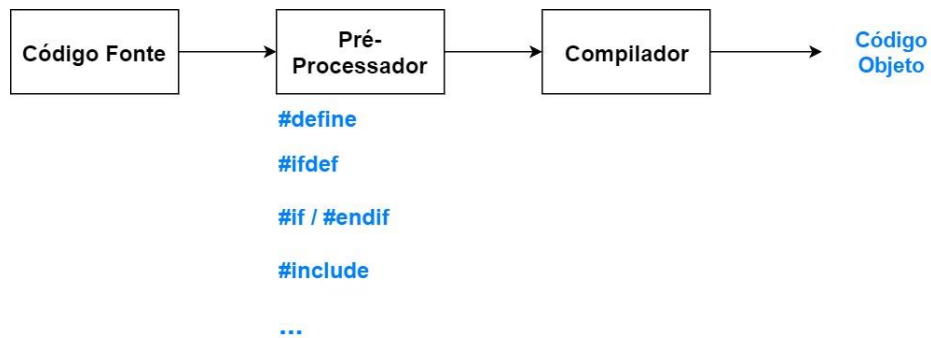 Código Fonte
Pré-
Processador
Compilador
Código
Objeto
#define
#ifdef
#if / #endif
#include
...